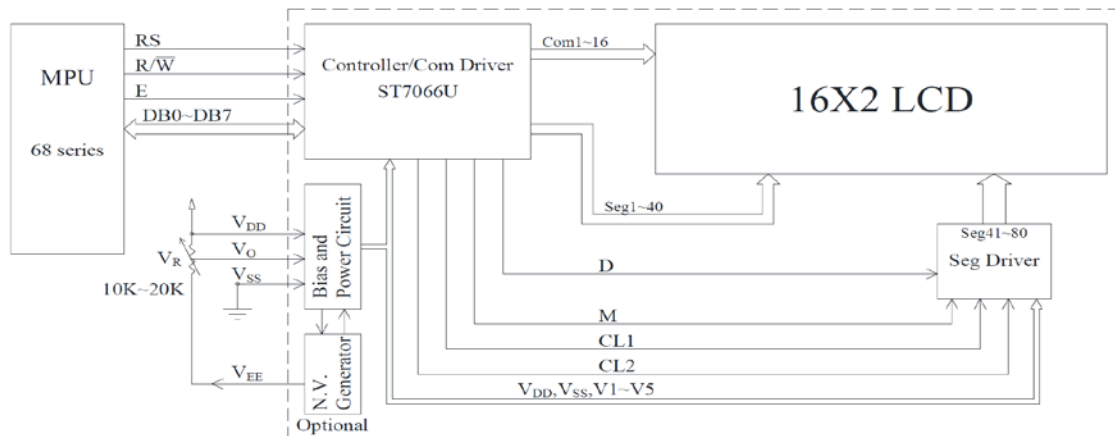 MPU
68 series
RS
R/W̅
E
DB0~DB7
Controller/Com Driver
ST7066U
Com1~16
16X2 LCD
Seg1~40
Seg41~80
Seg Driver
VDD
VO
VSS
VR
10K~20K
Bias and
Power Circuit
D
M
CL1
CL2
VDD,VSS,V1~V5
VEE
N.V.
Generator
Optional